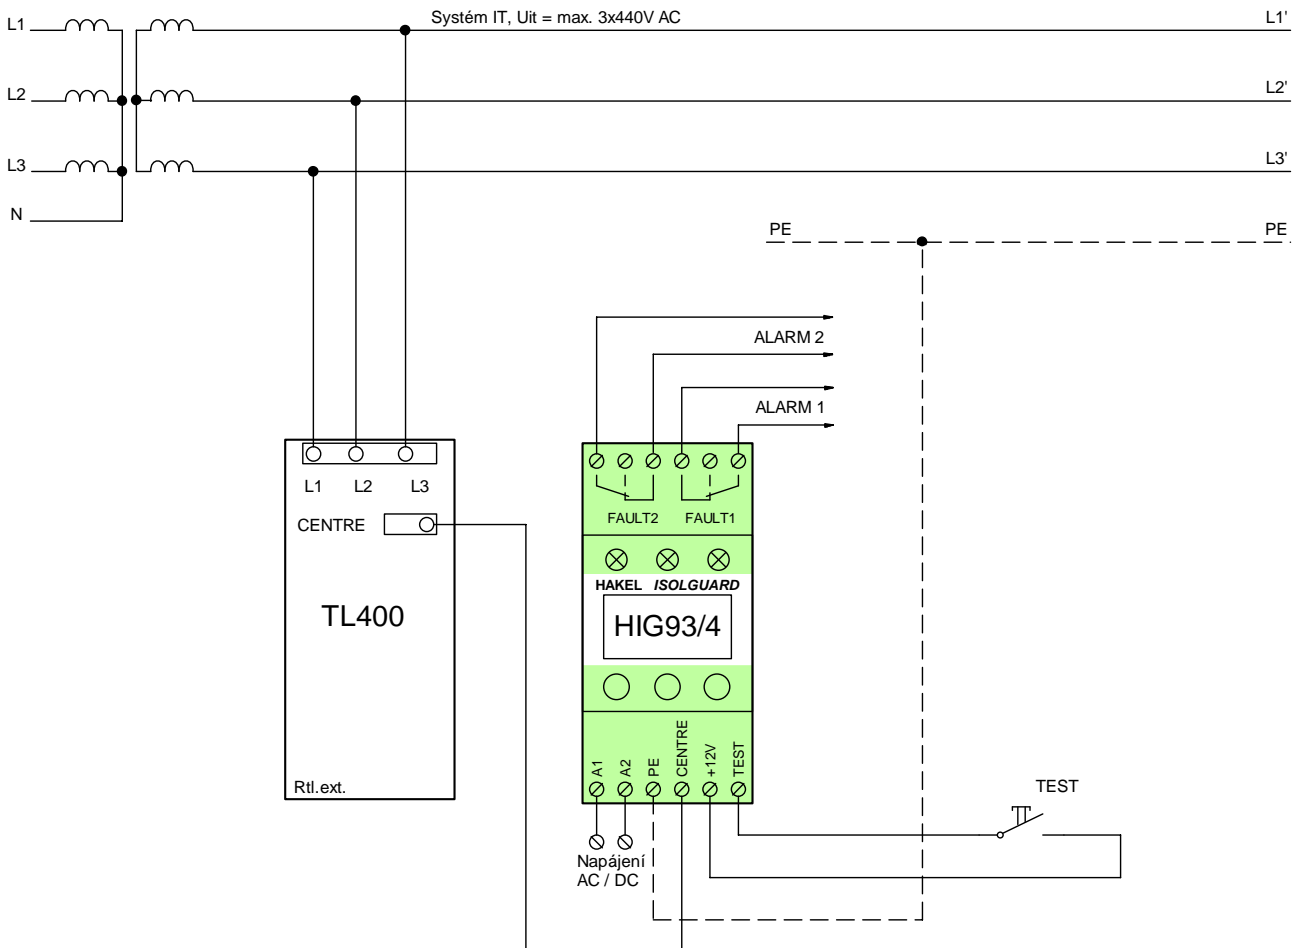 L1
Systém IT, Uit = max. 3x440V AC
L1'
L2
L2'
L3
L3'
N
PE
PE
ALARM 2
ALARM 1
L1
L2
L3
CENTRE
TL400
Rtl.ext.
FAULT2
FAULT1
HAKEL ISOLGUARD
HIG93/4
A1
A2
PE
CENTRE
+12V
TEST
TEST
Napájení
AC / DC